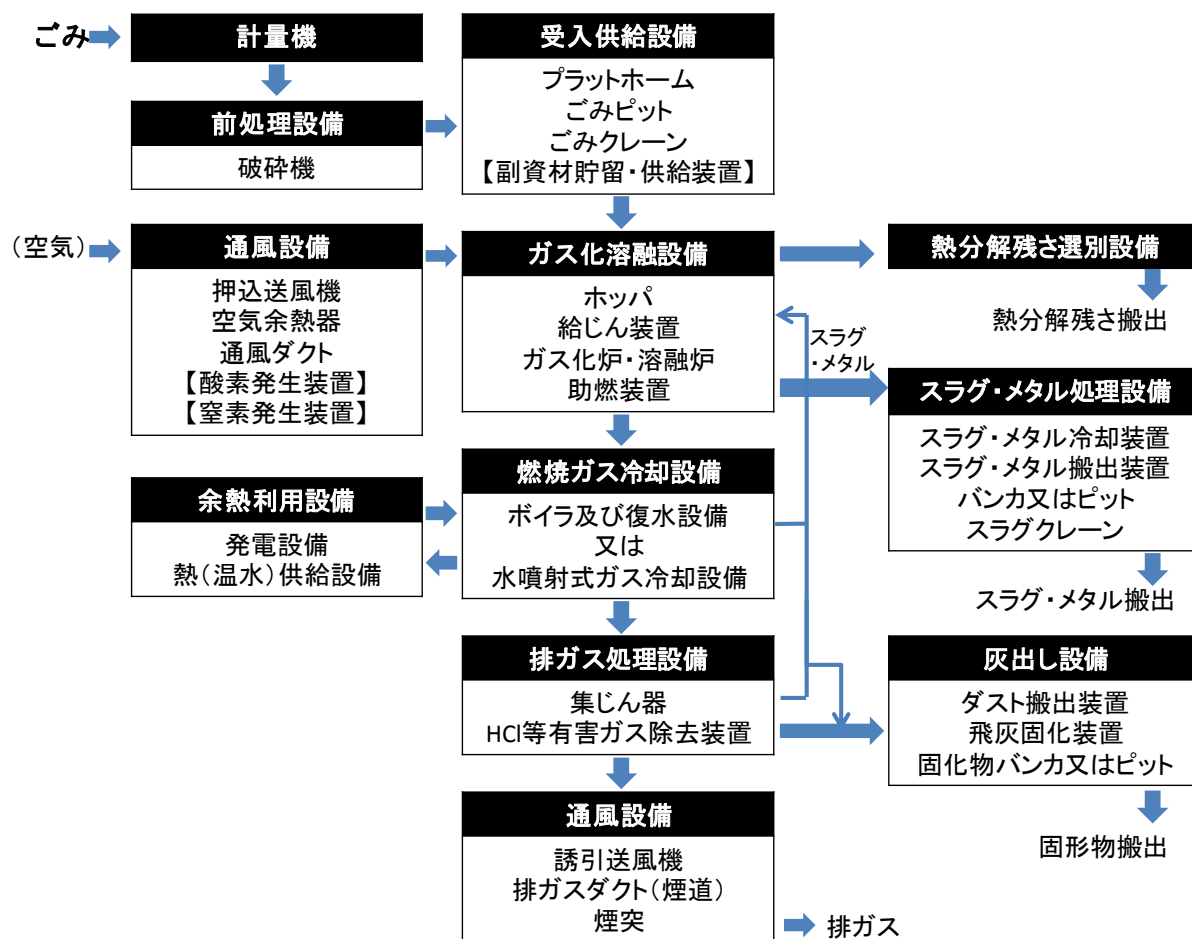 ごみ
計量機
前処理設備
破砕機
受入供給設備
プラットホーム
ごみピット
ごみクレーン
【副資材貯留・供給装置】
（空気）
通風設備
押込送風機
空気余熱器
通風ダクト
【酸素発生装置】
【窒素発生装置】
ガス化溶融設備
ホッパ
給じん装置
ガス化炉・溶融炉
助燃装置
熱分解残さ選別設備
熱分解残さ搬出
スラグ
・メタル
スラグ・メタル処理設備
スラグ・メタル冷却装置
スラグ・メタル搬出装置
バンカ又はピット
スラグクレーン
スラグ・メタル搬出
余熱利用設備
発電設備
熱（温水）供給設備
燃焼ガス冷却設備
ボイラ及び復水設備
又は
水噴射式ガス冷却設備
排ガス処理設備
集じん器
HCl等有害ガス除去装置
灰出し設備
ダスト搬出装置
飛灰固化装置
固化物バンカ又はピット
固形物搬出
通風設備
誘引送風機
排ガスダクト（煙道）
煙突
排ガス